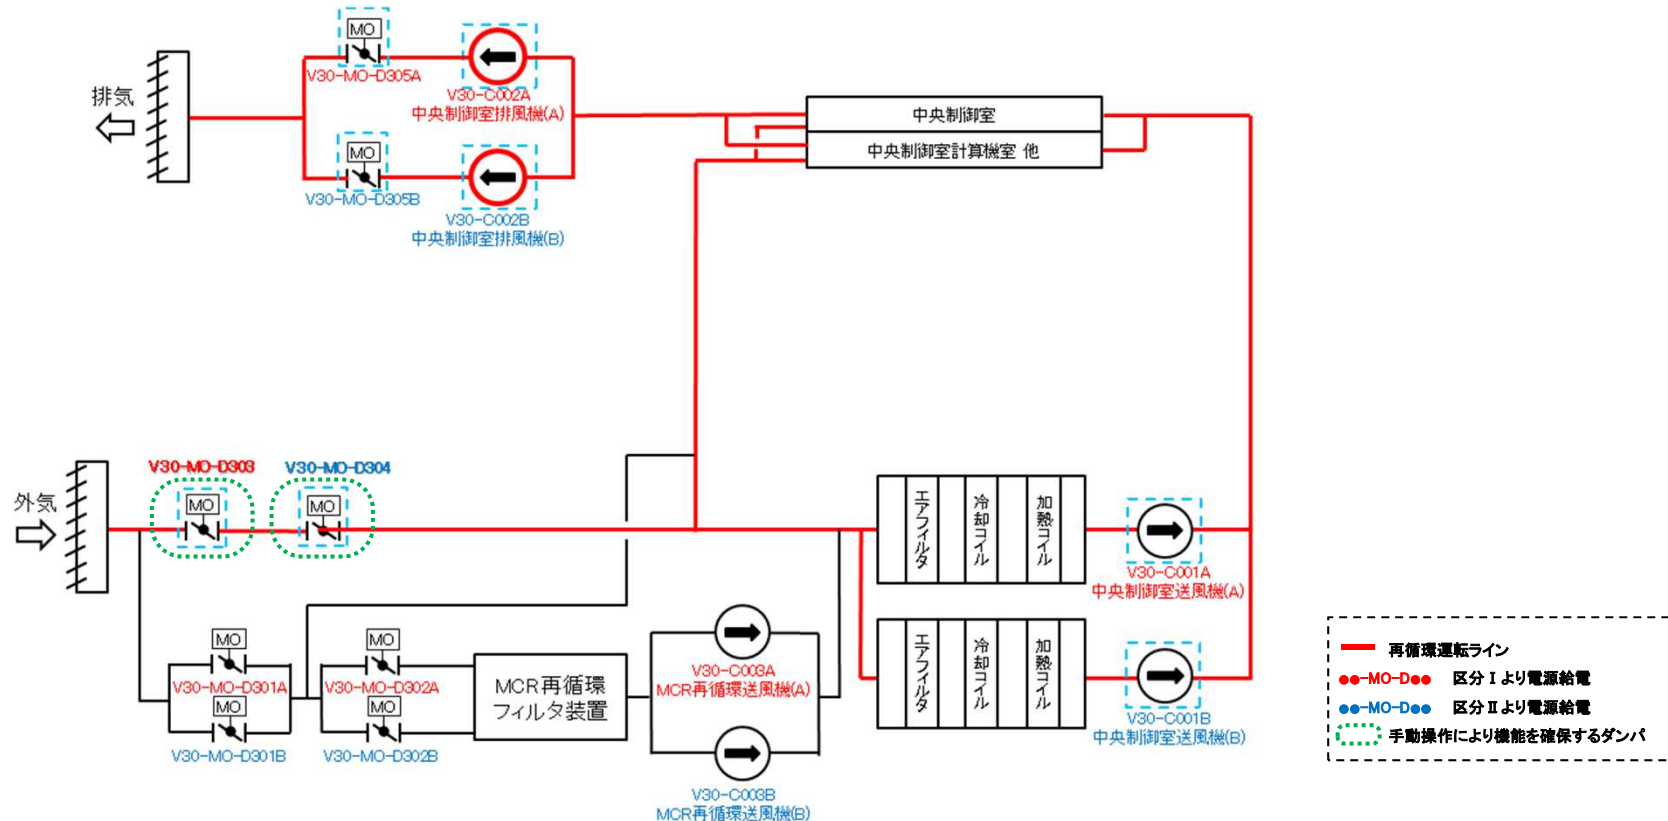 MO
V30-MO-D305A
V30-C002A
中央制御室排風機(A)
排気
MO
V30-MO-D305B
V30-C002B
中央制御室排風機(B)
中央制御室
中央制御室計算機室 他
V30-MO-D303
V30-MO-D304
外気
MO
MO
エアフィルタ
冷却コイル
加熱コイル
V30-C001A
中央制御室送風機(A)
MO
V30-MO-D301A
MO
V30-MO-D301B
MO
V30-MO-D302A
MO
V30-MO-D302B
MCR再循環
フィルタ装置
V30-C003A
MCR再循環送風機(A)
V30-C003B
MCR再循環送風機(B)
エアフィルタ
冷却コイル
加熱コイル
V30-C001B
中央制御室送風機(B)
再循環運転ライン
●●-MO-D●● 区分Ⅰより電源給電
●●-MO-D●● 区分Ⅱより電源給電
手動操作により機能を確保するダンパ